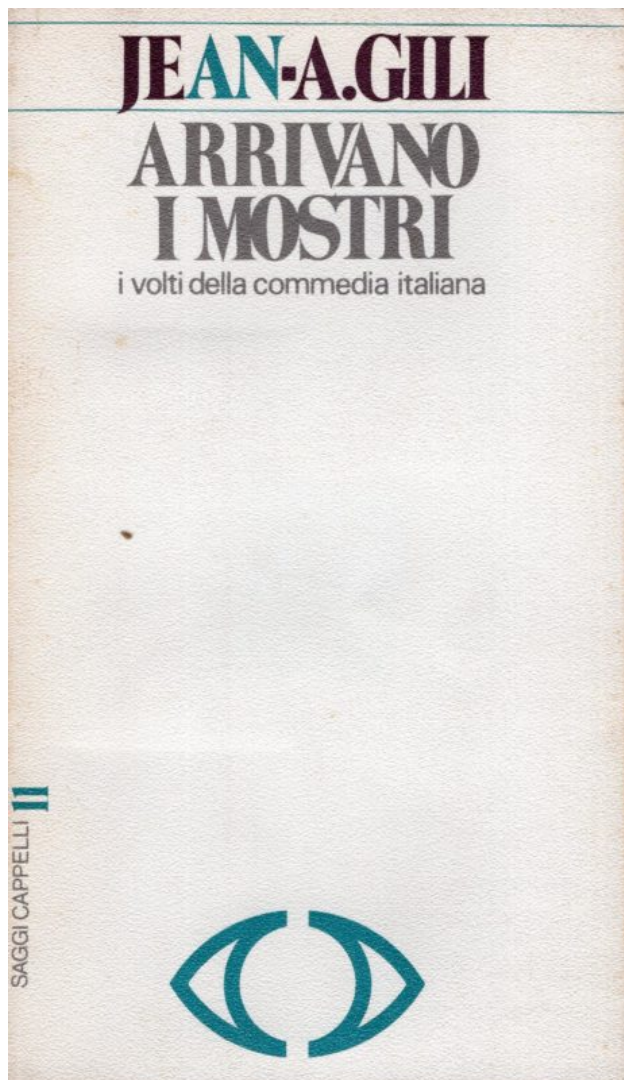 JEAN-A.GILI
ARRIVANO
I MOSTRI
i volti della commedia italiana
SAGGI CAPPELLI 11